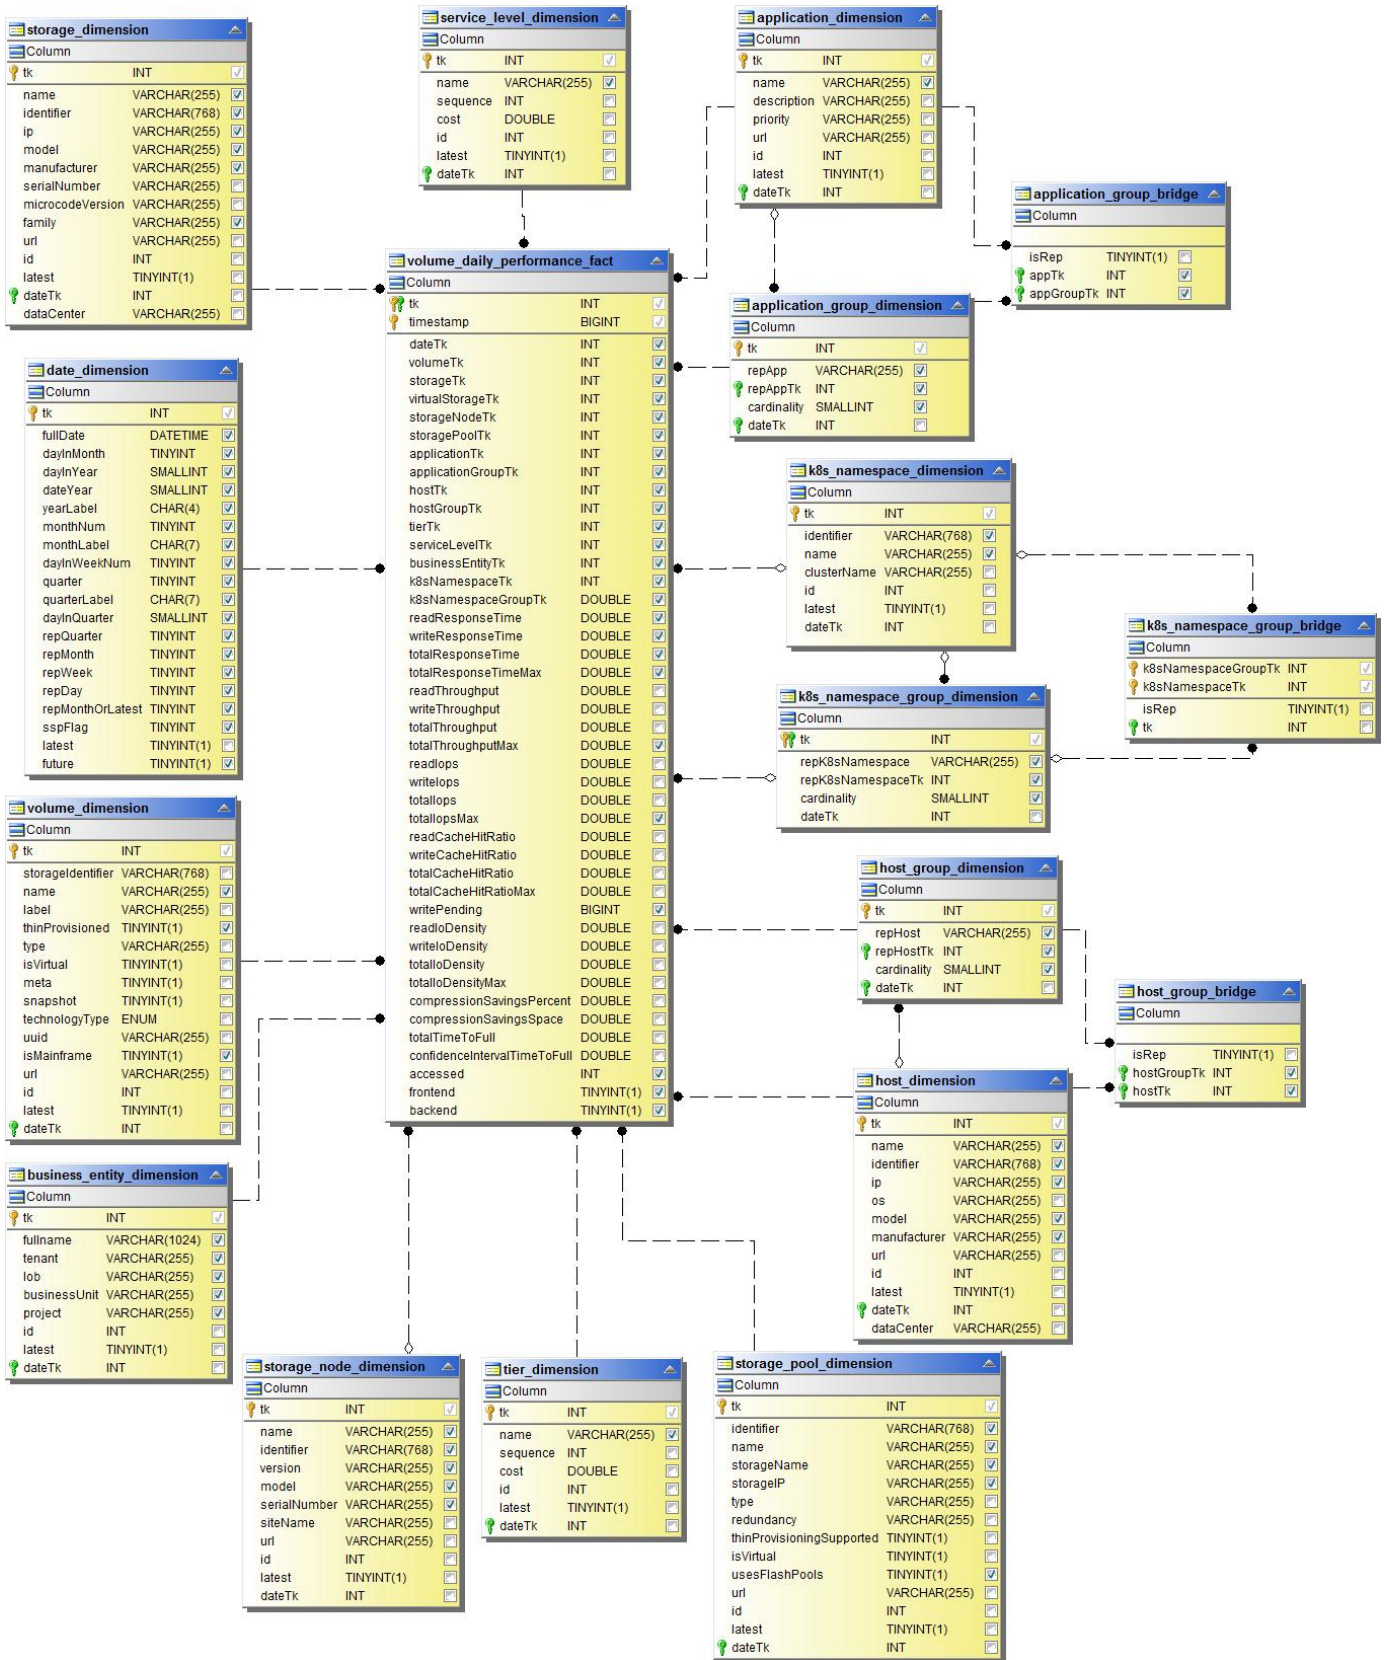 storage_dimension
Column
tk INT
name VARCHAR(255)
identifier VARCHAR(768)
ip VARCHAR(255)
model VARCHAR(255)
manufacturer VARCHAR(255)
serialNumber VARCHAR(255)
microcodeVersion VARCHAR(255)
family VARCHAR(255)
url VARCHAR(255)
id INT
latest TINYINT(1)
dateTk INT
dataCenter VARCHAR(255)
service_level_dimension
Column
tk INT
name VARCHAR(255)
sequence INT
cost DOUBLE
id INT
latest TINYINT(1)
dateTk INT
application_dimension
Column
tk INT
name VARCHAR(255)
description VARCHAR(255)
priority VARCHAR(255)
url VARCHAR(255)
id INT
latest TINYINT(1)
dateTk INT
application_group_bridge
Column
isRep TINYINT(1)
appTk INT
appGroupTk INT
volume_daily_performance_fact
Column
tk INT
timestamp BIGINT
dateTk INT
volumeTk INT
storageTk INT
virtualStorageTk INT
storageNodeTk INT
storagePoolTk INT
applicationTk INT
applicationGroupTk INT
hostTk INT
hostGroupTk INT
tierTk INT
serviceLevelTk INT
businessEntityTk INT
k8sNamespaceTk INT
k8sNamespaceGroupTk DOUBLE
readResponseTime DOUBLE
writeResponseTime DOUBLE
totalResponseTime DOUBLE
totalResponseTimeMax DOUBLE
readThroughput DOUBLE
writeThroughput DOUBLE
totalThroughput DOUBLE
totalThroughputMax DOUBLE
readIops DOUBLE
writeIops DOUBLE
totalIops DOUBLE
totalIopsMax DOUBLE
readCacheHitRatio DOUBLE
writeCacheHitRatio DOUBLE
totalCacheHitRatio DOUBLE
totalCacheHitRatioMax DOUBLE
writePending BIGINT
readIoDensity DOUBLE
writeIoDensity DOUBLE
totalIoDensity DOUBLE
totalIoDensityMax DOUBLE
compressionSavingsPercent DOUBLE
compressionSavingsSpace DOUBLE
totalTimeToFull DOUBLE
confidenceIntervalTimeToFull DOUBLE
accessed INT
frontend TINYINT(1)
backend TINYINT(1)
application_group_dimension
Column
tk INT
repApp VARCHAR(255)
repAppTk INT
cardinality SMALLINT
dateTk INT
date_dimension
Column
tk INT
fullDate DATETIME
dayInMonth TINYINT
dayInYear SMALLINT
dateYear SMALLINT
yearLabel CHAR(4)
monthNum TINYINT
monthLabel CHAR(7)
dayInWeekNum TINYINT
quarter TINYINT
quarterLabel CHAR(7)
dayInQuarter SMALLINT
repQuarter TINYINT
repMonth TINYINT
repWeek TINYINT
repDay TINYINT
repMonthOrLatest TINYINT
sspFlag TINYINT
latest TINYINT(1)
future TINYINT(1)
k8s_namespace_dimension
Column
tk INT
identifier VARCHAR(768)
name VARCHAR(255)
clusterName VARCHAR(255)
id INT
latest TINYINT(1)
dateTk INT
k8s_namespace_group_bridge
Column
k8sNamespaceGroupTk INT
k8sNamespaceTk INT
isRep TINYINT(1)
tk INT
k8s_namespace_group_dimension
Column
tk INT
repK8sNamespace VARCHAR(255)
repK8sNamespaceTk INT
cardinality SMALLINT
dateTk INT
volume_dimension
Column
tk INT
storageIdentifier VARCHAR(768)
name VARCHAR(255)
label VARCHAR(255)
thinProvisioned TINYINT(1)
type VARCHAR(255)
isVirtual TINYINT(1)
meta TINYINT(1)
snapshot TINYINT(1)
technologyType ENUM
uuid VARCHAR(255)
isMainframe TINYINT(1)
url VARCHAR(255)
id INT
latest TINYINT(1)
dateTk INT
host_group_dimension
Column
tk INT
repHost VARCHAR(255)
repHostTk INT
cardinality SMALLINT
dateTk INT
host_group_bridge
Column
isRep TINYINT(1)
hostGroupTk INT
hostTk INT
host_dimension
Column
tk INT
name VARCHAR(255)
identifier VARCHAR(768)
ip VARCHAR(255)
os VARCHAR(255)
model VARCHAR(255)
manufacturer VARCHAR(255)
url VARCHAR(255)
id INT
latest TINYINT(1)
dateTk INT
dataCenter VARCHAR(255)
business_entity_dimension
Column
tk INT
fullname VARCHAR(1024)
tenant VARCHAR(255)
lob VARCHAR(255)
businessUnit VARCHAR(255)
project VARCHAR(255)
id INT
latest TINYINT(1)
dateTk INT
storage_node_dimension
Column
tk INT
name VARCHAR(255)
identifier VARCHAR(768)
version VARCHAR(255)
model VARCHAR(255)
serialNumber VARCHAR(255)
siteName VARCHAR(255)
url VARCHAR(255)
id INT
latest TINYINT(1)
dateTk INT
tier_dimension
Column
tk INT
name VARCHAR(255)
sequence INT
cost DOUBLE
id INT
latest TINYINT(1)
dateTk INT
storage_pool_dimension
Column
tk INT
identifier VARCHAR(768)
name VARCHAR(255)
storageName VARCHAR(255)
storageIP VARCHAR(255)
type VARCHAR(255)
redundancy VARCHAR(255)
thinProvisioningSupported TINYINT(1)
isVirtual TINYINT(1)
usesFlashPools TINYINT(1)
url VARCHAR(255)
id INT
latest TINYINT(1)
dateTk INT